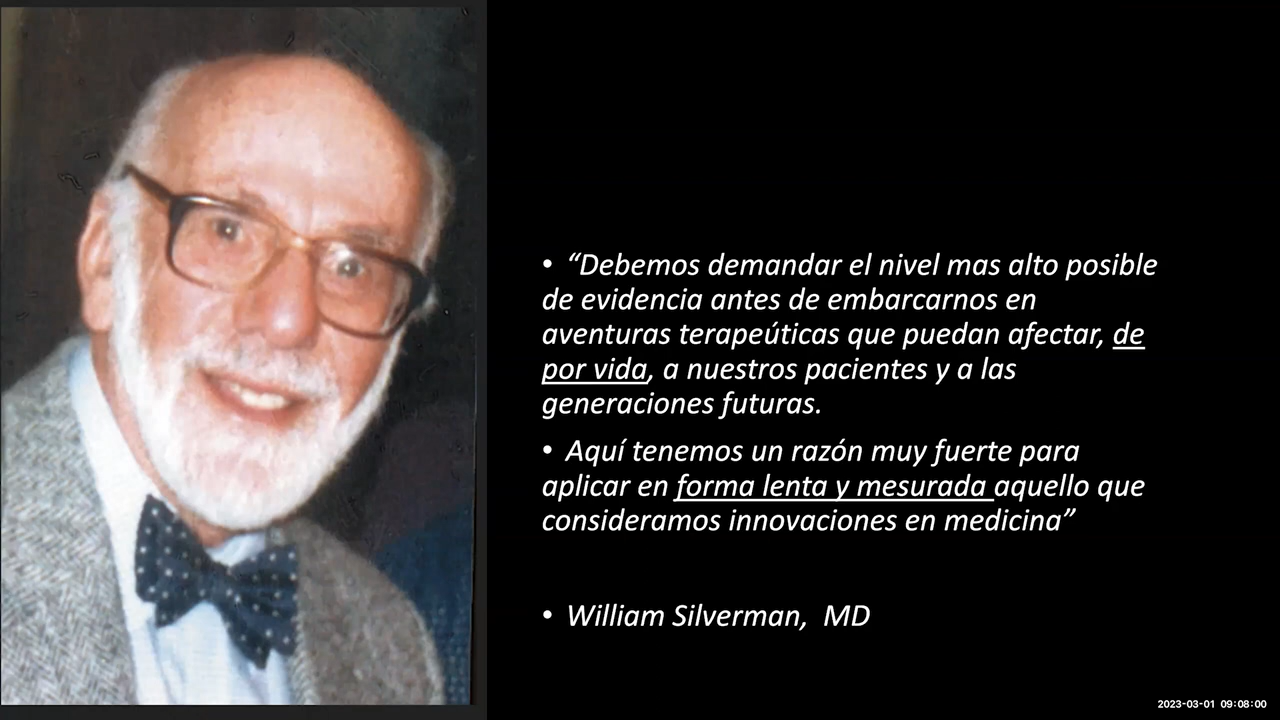 • “Debemos demandar el nivel mas alto posible
de evidencia antes de embarcarnos en
aventuras terapeúticas que puedan afectar, de
por vida, a nuestros pacientes y a las
generaciones futuras.
• Aquí tenemos un razón muy fuerte para
aplicar en forma lenta y mesurada aquello que
consideramos innovaciones en medicina”
• William Silverman,  MD
2023-03-01 09:08:00